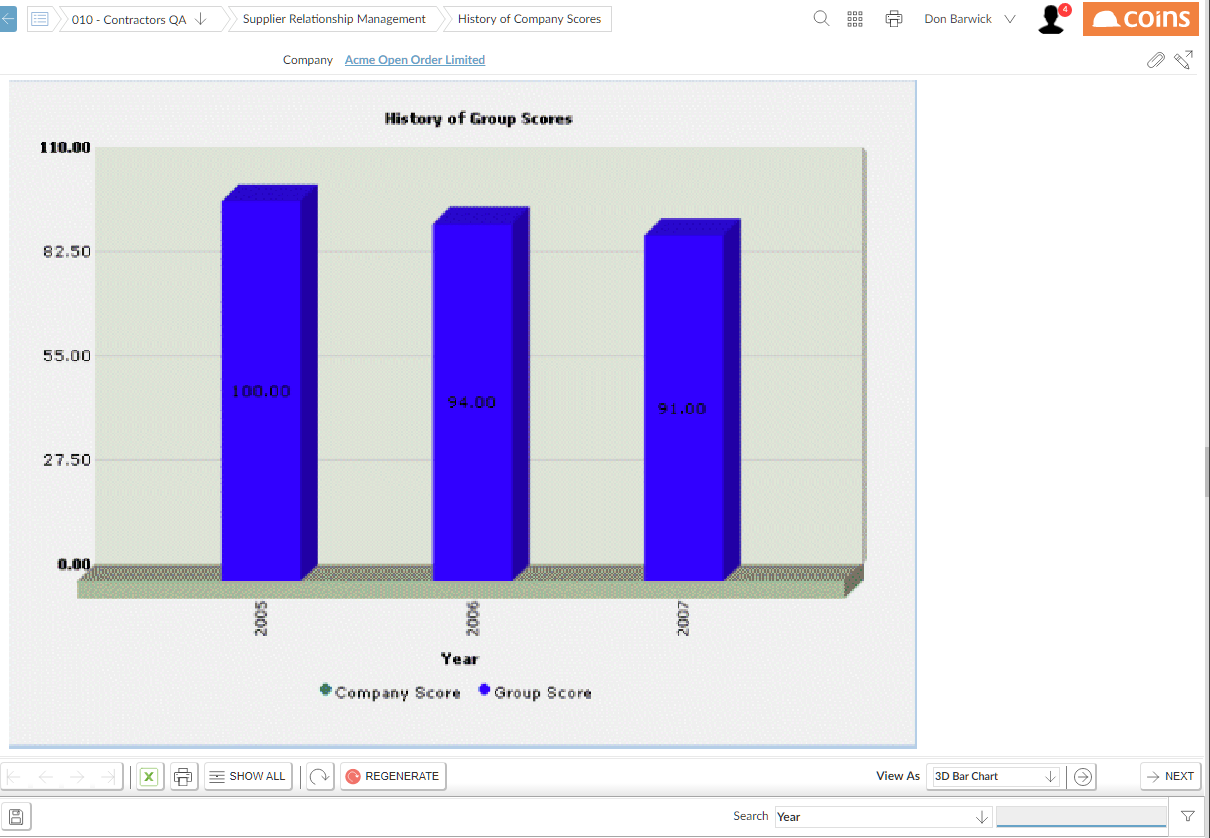 010 - Contractors QA
Supplier Relationship Management
History of Company Scores
Don Barwick
4
coins
Company Acme Open Order Limited
History of Group Scores
110.00
82.50
55.00
27.50
0.00
100.00
94.00
91.00
2005
2006
2007
Year
Company Score Group Score
X
SHOW ALL
REGENERATE
View As
3D Bar Chart
NEXT
Search
Year